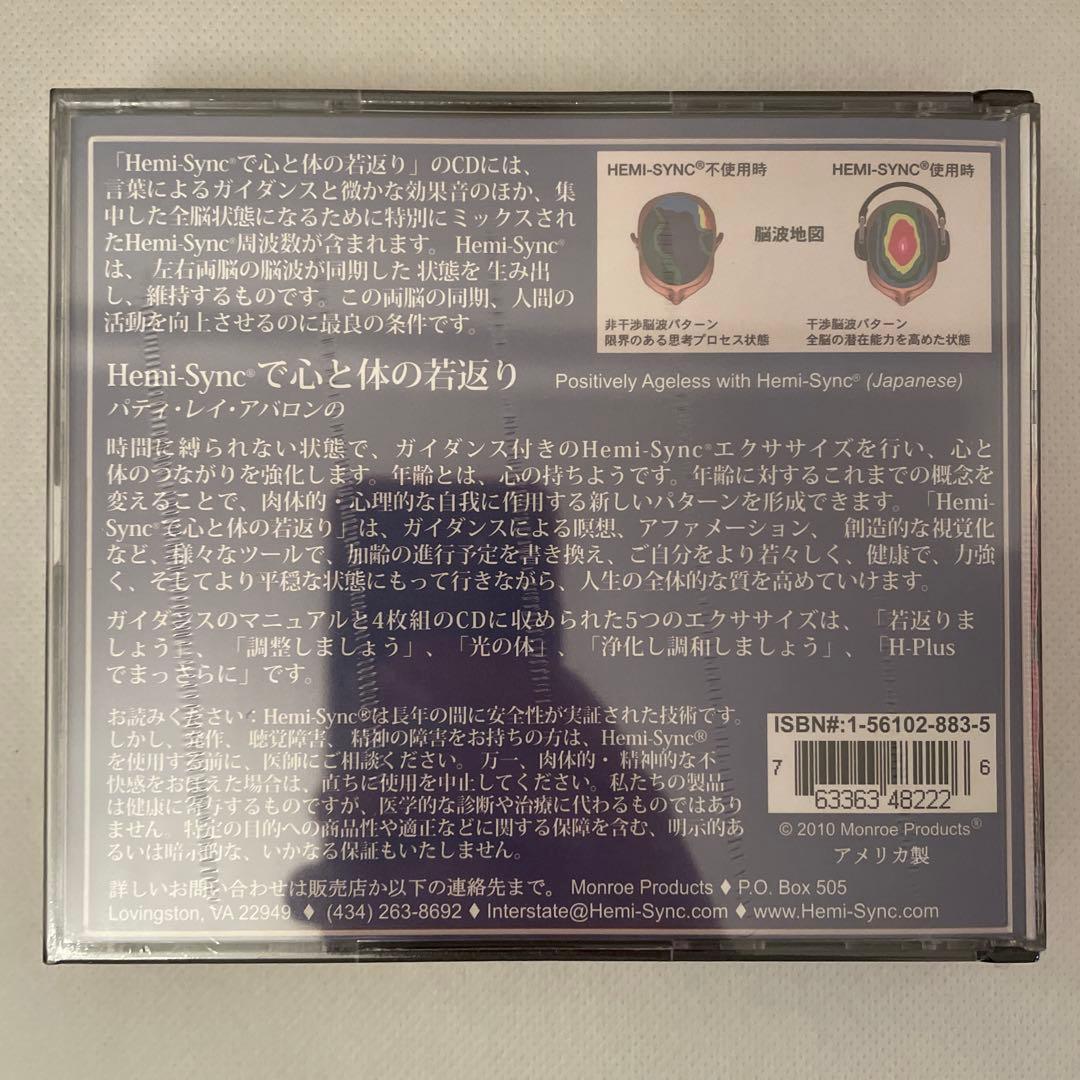 「Hemi-Sync®で心と体の若返り」のCDには、
言葉によるガイダンスと微かな効果音のほか、集
中した全脳状態になるために特別にミックスされ
たHemi-Sync®周波数が含まれます。Hemi-Sync®
は、 左右両脳の脳波が同期した 状態を 生み出
し、維持するものです。この両脳の同期、人間の
活動を向上させるのに最良の条件です。
HEMI-SYNC®不使用時
HEMI-SYNC®使用時
脳波地図
非干渉脳波パターン
限界のある思考プロセス状態
干渉脳波パターン
全脳の潜在能力を高めた状態
Hemi-Sync®で心と体の若返り
Positively Ageless with Hemi-Sync® (Japanese)
パティ・レイ・アバロンの
時間に縛られない状態で、ガイダンス付きのHemi-Sync®エクササイズを行い、心と
体のつながりを強化します。年齢とは、心の持ちようです。年齢に対するこれまでの概念を
変えることで、肉体的・心理的な自我に作用する新しいパターンを形成できます。「Hemi-
Sync®で心と体の若返り」は、ガイダンスによる瞑想、アファメーション、 創造的な視覚化
など、様々なツールで、加齢の進行予定を書き換え、ご自分をより若々しく、健康で、力強
く、そしてより平穏な状態にもって行きながら、人生の全体的な質を高めていけます。
ガイダンスのマニュアルと4枚組のCDに収められた5つのエクササイズは、「若返りま
しょう」、 「調整しましょう」、「光の体」、「浄化し調和しましょう」、「H-Plus
でまっさらに」です。
お読みください：Hemi-Sync®は長年の間に安全性が実証された技術です。
しかし、発作、 聴覚障害、 精神の障害をお持ちの方は、Hemi-Sync®
を使用する前に、医師にご相談ください。 万一、肉体的・ 精神的な不
快感をおぼえた場合は、直ちに使用を中止してください。私たちの製品
は健康に寄与するものですが、医学的な診断や治療に代わるものではあり
ません。特定の目的への商品性や適正などに関する保障を含む、明示的あ
るいは暗示的な、いかなる保証もいたしません。
ISBN#:1-56102-883-5
7 63363 48222 6
© 2010 Monroe Products®
アメリカ製
詳しいお問い合わせは販売店か以下の連絡先まで。 Monroe Products ♦ P.O. Box 505
Lovingston, VA 22949 ♦ (434) 263-8692 ♦ Interstate@Hemi-Sync.com ♦ www.Hemi-Sync.com